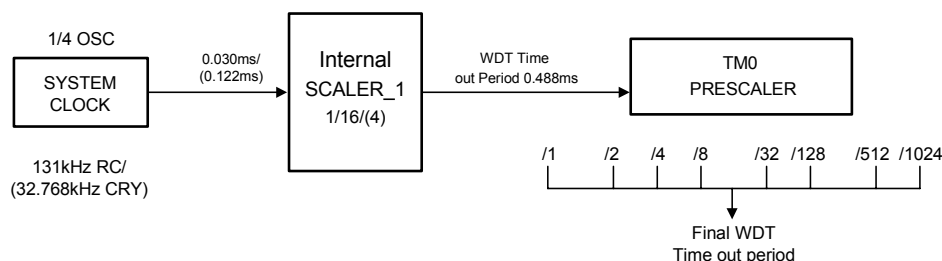 1/4 OSC
SYSTEM
CLOCK
131kHz RC/
(32.768kHz CRY)
0.030ms/
(0.122ms)
Internal
SCALER_1
1/16/(4)
WDT Time
out Period 0.488ms
TM0
PRESCALER
/1 /2 /4 /8 /32 /128 /512 /1024
Final WDT
Time out period